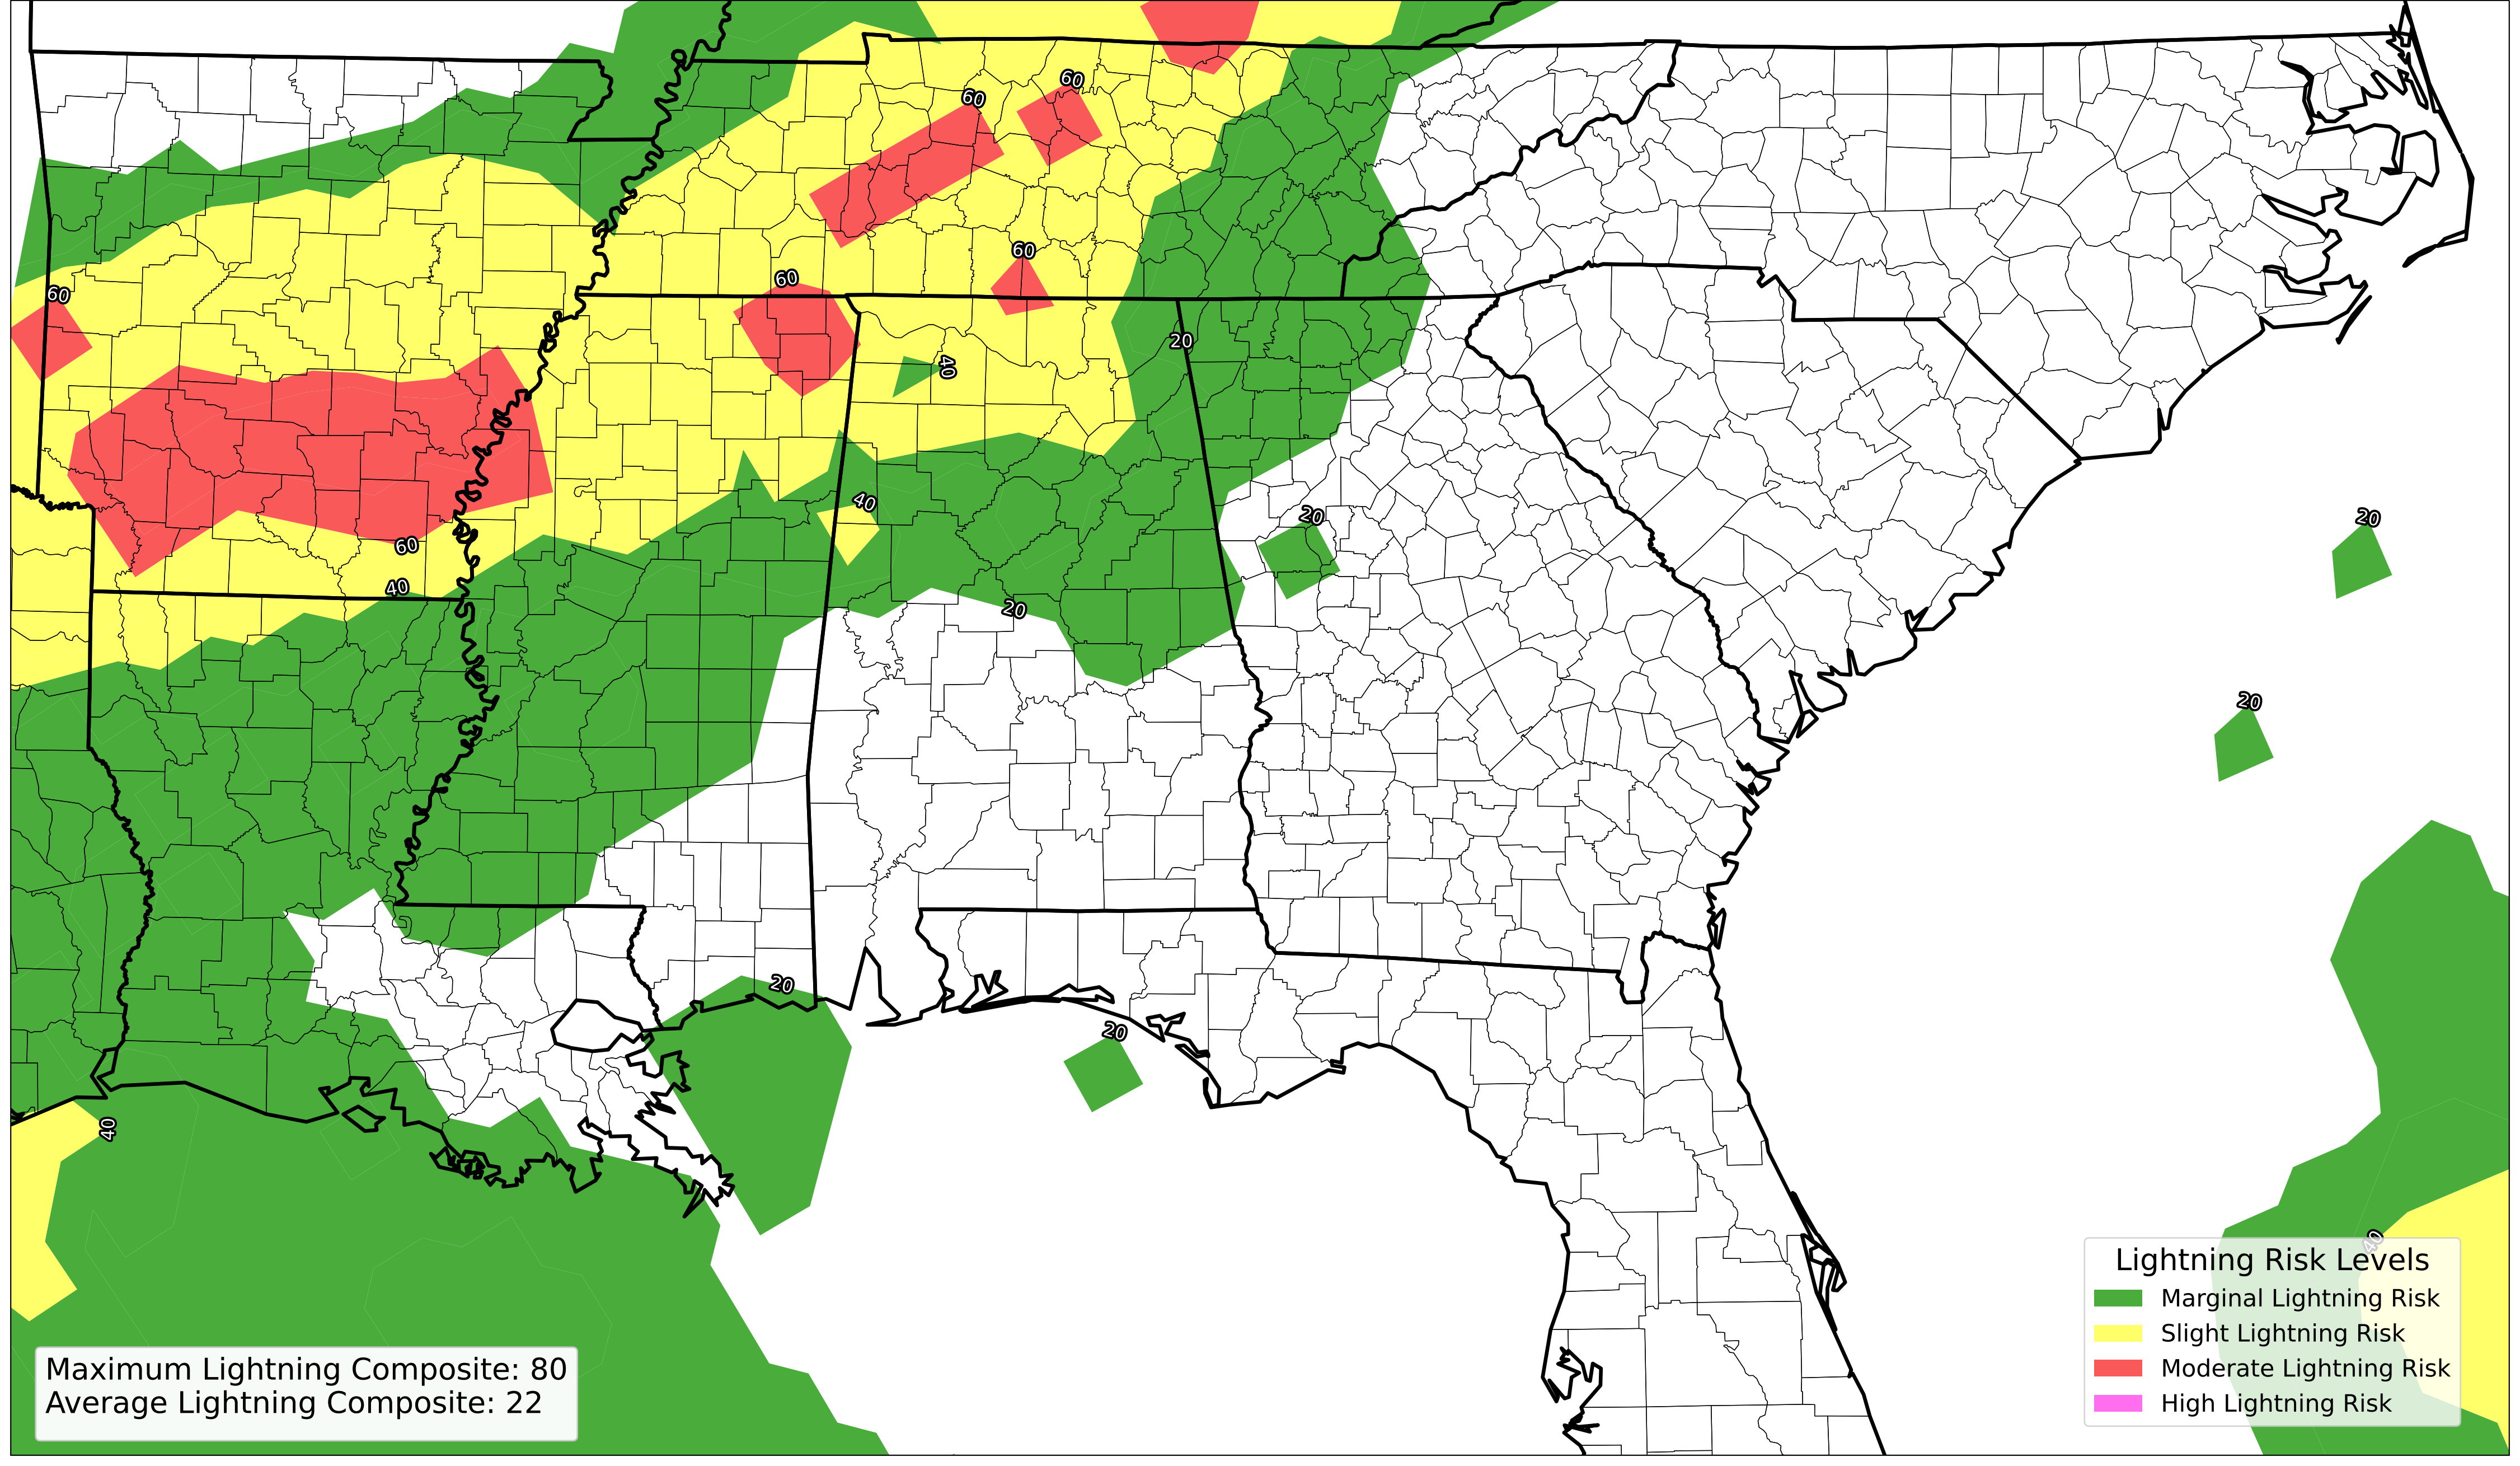 60
60
60
60
60
20
40
40
20
20
60
40
20
20
20
20
40
40
Lightning Risk Levels
Marginal Lightning Risk
Slight Lightning Risk
Moderate Lightning Risk
High Lightning Risk
Maximum Lightning Composite: 80
Average Lightning Composite: 22